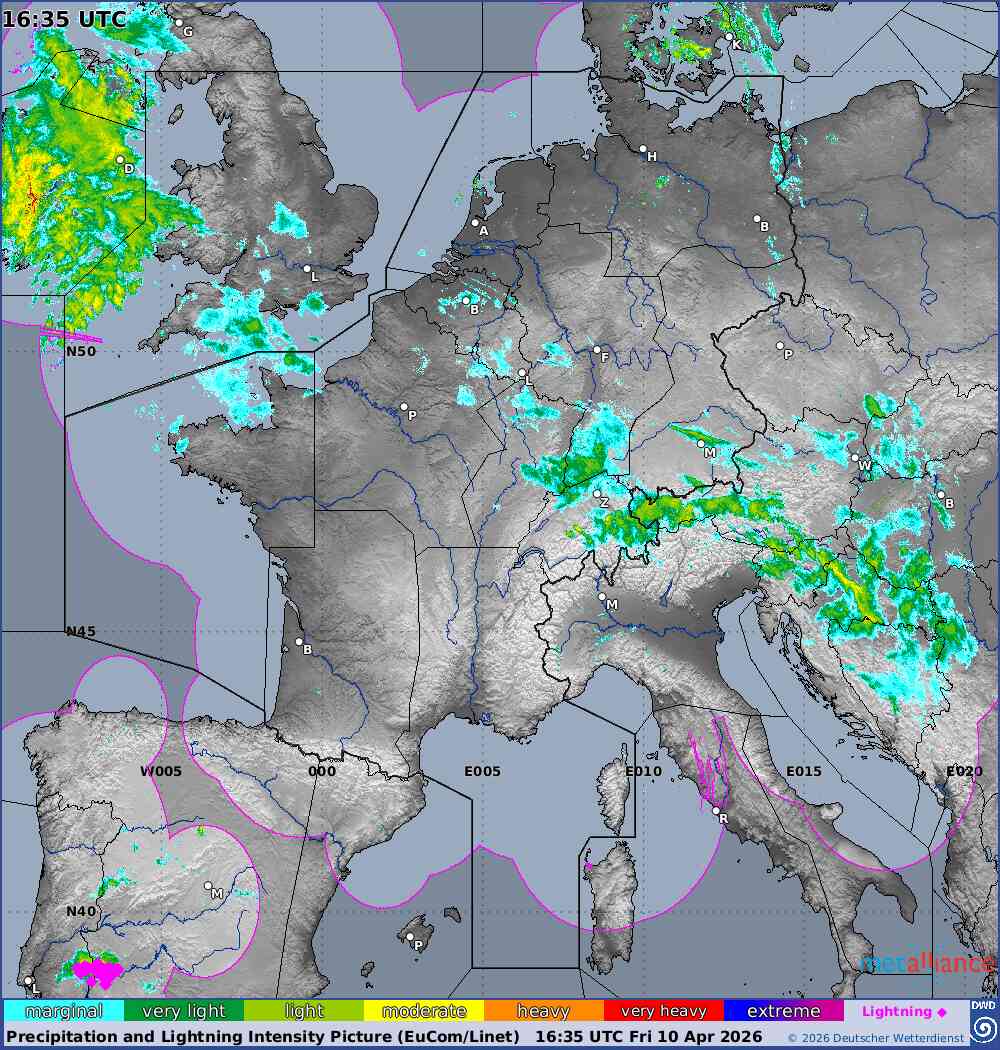 16:35 UTC
G
K
D
H
A
B
L
B
N50
F
P
L
P
M
W
Z
B
M
N45
B
W005
000
E005
E010
E015
E020
R
M
N40
P
L
metalliance
marginal very light light moderate heavy very heavy extreme Lightning ◆
DWD
Precipitation and Lightning Intensity Picture (EuCom/Linet) 16:35 UTC Fri 10 Apr 2026 © 2026 Deutscher Wetterdienst